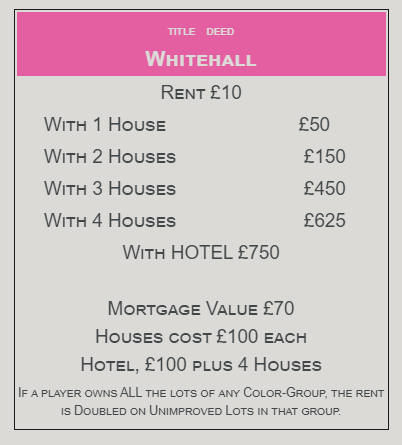 TITLE DEED
WHITEHALL
RENT £10
WITH 1 HOUSE £50
WITH 2 HOUSES £150
WITH 3 HOUSES £450
WITH 4 HOUSES £625
WITH HOTEL £750
MORTGAGE VALUE £70
HOUSES COST £100 EACH
HOTEL, £100 PLUS 4 HOUSES
IF A PLAYER OWNS ALL THE LOTS OF ANY COLOR-GROUP, THE RENT
IS DOUBLED ON UNIMPROVED LOTS IN THAT GROUP.